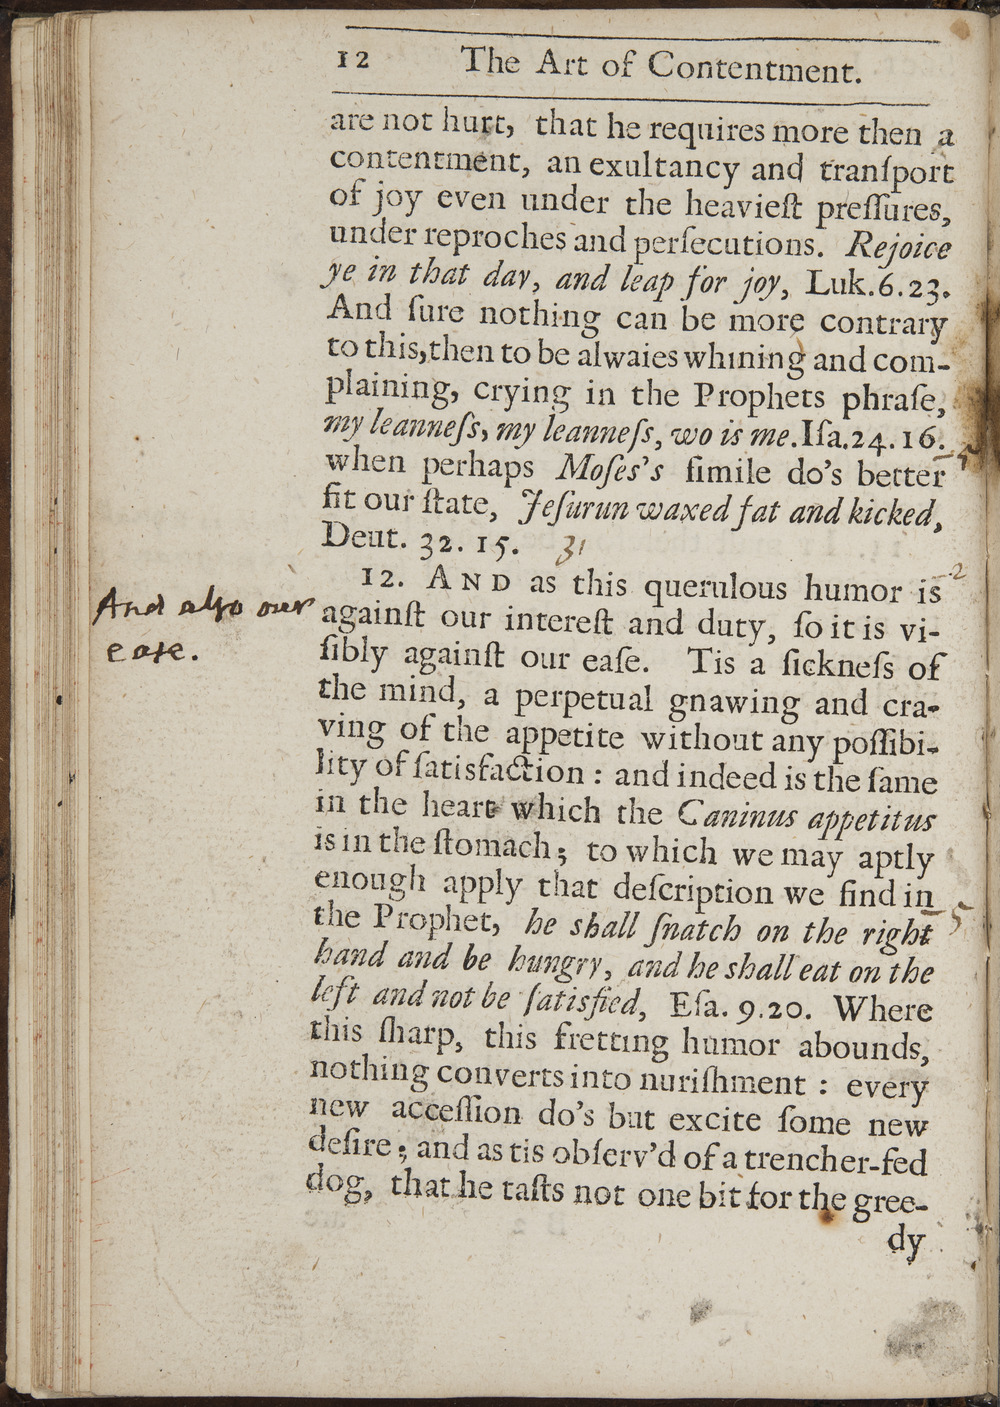 12 The Art of Contentment.
are not hurt, that he requires more then a
contentment, an exultancy and tranſport
of joy even under the heavieſt preſſures,
under reproches and perſecutions. Rejoice
ye in that day, and leap for joy, Luk.6.23.
And ſure nothing can be more contrary
to this, then to be alwaies whining and com-
plaining, crying in the Prophets phraſe,
my leanneſs, my leanneſs, wo is me. Iſa.24.16.
5
when perhaps Moſes's ſimile do's better
fit our ſtate, Jeſurun waxed fat and kicked,
Deut. 32. 15. 31
12. AND as this querulous humor is
2
And alſo our
eaſe.
againſt our intereſt and duty, ſo it is vi-
ſibly againſt our eaſe. Tis a ſickneſs of
the mind, a perpetual gnawing and cra-
ving of the appetite without any poſſibi-
lity of ſatisfaction : and indeed is the ſame
in the heart which the Caninus appetitus
is in the ſtomach; to which we may aptly
enough apply that deſcription we find in
5
the Prophet, he shall ſnatch on the right
hand and be hungry, and he shall eat on the
left and not be ſatisfied, Eſa. 9.20. Where
this ſharp, this fretting humor abounds,
nothing converts into nuriſhment : every
new acceſſion do's but excite ſome new
deſire; and as tis obſerv'd of a trencher-fed
dog, that he taſts not one bit for the gree-
dy